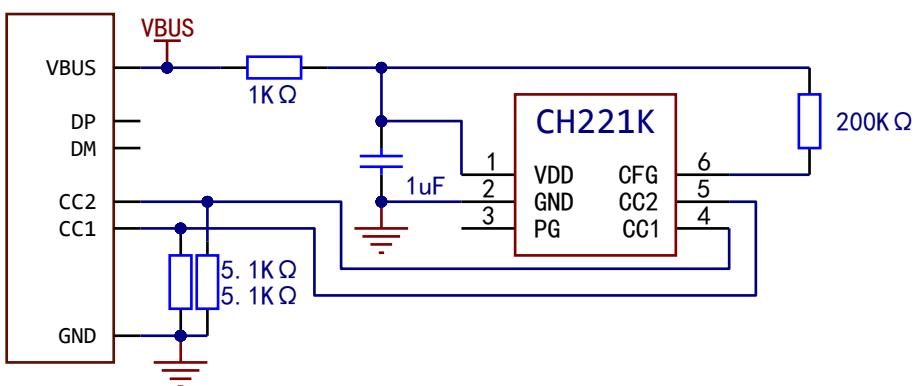 VBUS
VBUS
1KΩ
DP
DM
CC2
CC1
5.1KΩ
5.1KΩ
GND
1uF
CH221K
1
2
3
VDD
GND
PG
CFG
CC2
CC1
6
5
4
200KΩ